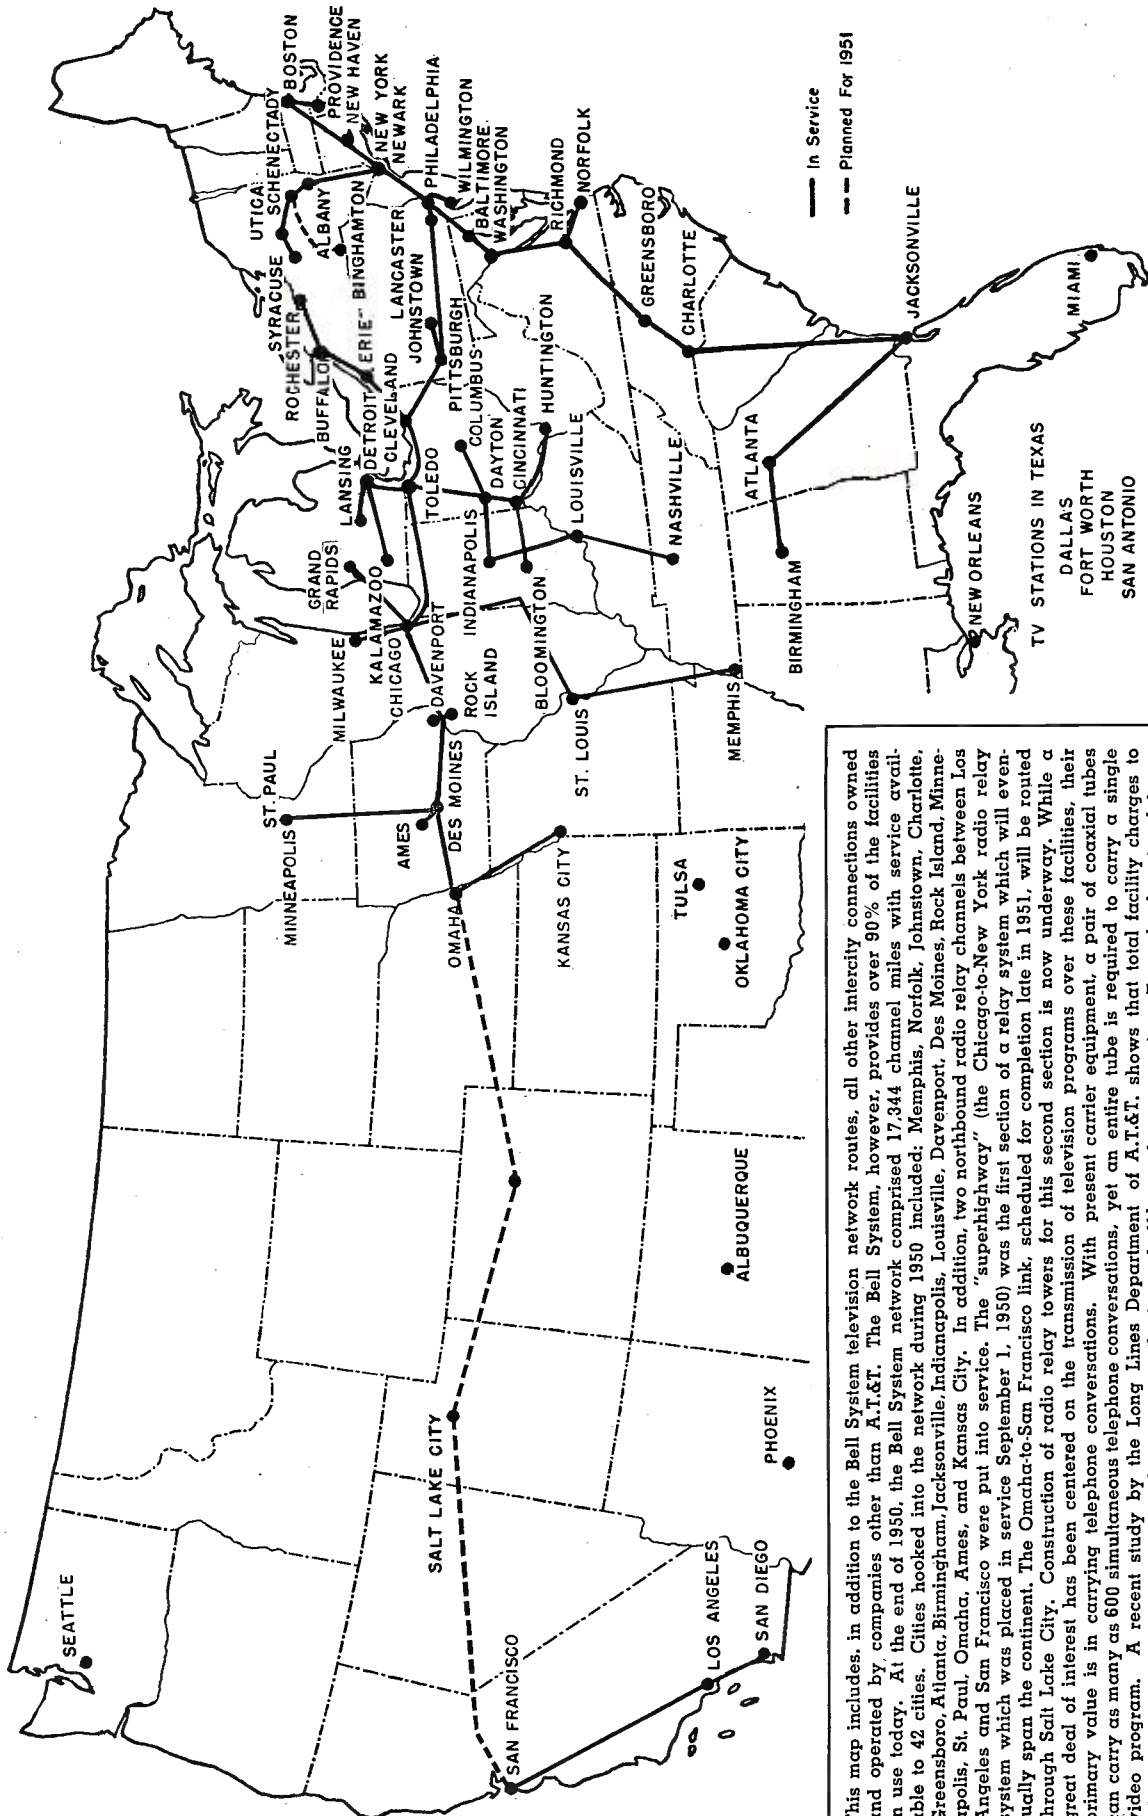 SEATTLE
SAN FRANCISCO
LOS ANGELES
SAN DIEGO
SALT LAKE CITY
PHOENIX
ALBUQUERQUE
OMAHA
MINNEAPOLIS
ST. PAUL
AMES
DES MOINES
KANSAS CITY
TULSA
OKLAHOMA CITY
MILWAUKEE
CHICAGO
DAVENPORT
ROCK
ISLAND
ST. LOUIS
MEMPHIS
GRAND
RAPIDS
KALAMAZOO
LANSING
DETROIT
CLEVELAND
TOLEDO
INDIANAPOLIS
BLOOMINGTON
COLUMBUS
DAYTON
CINCINNATI
HUNTINGTON
LOUISVILLE
NASHVILLE
ROCHESTER
BUFFALO
ERIE
SYRACUSE
UTICA
SCHENECTADY
ALBANY
BINGHAMTON
BOSTON
PROVIDENCE
NEW HAVEN
NEW YORK
NEWARK
PHILADELPHIA
LANCASTER
JOHNSTOWN
PITTSBURGH
WILMINGTON
BALTIMORE
WASHINGTON
RICHMOND
NORFOLK
GREENSBORO
CHARLOTTE
ATLANTA
BIRMINGHAM
JACKSONVILLE
MIAMI
NEW ORLEANS
In Service
Planned For 1951
TV STATIONS IN TEXAS
DALLAS
FORT WORTH
HOUSTON
SAN ANTONIO
This map includes, in addition to the Bell System television network routes, all other intercity connections owned
and operated by companies other than A.T.&T. The Bell System, however, provides over 90% of the facilities
in use today. At the end of 1950, the Bell System network comprised 17,344 channel miles with service avail-
able to 42 cities. Cities hooked into the network during 1950 included: Memphis, Norfolk, Johnstown, Charlotte,
Greensboro, Atlanta, Birmingham, Jacksonville, Indianapolis, Louisville, Davenport, Des Moines, Rock Island, Minne-
apolis, St. Paul, Omaha, Ames, and Kansas City. In addition, two northbound radio relay channels between Los
Angeles and San Francisco were put into service. The "superhighway" (the Chicago-to-New York radio relay
system which was placed in service September 1, 1950) was the first section of a relay system which will even-
tually span the continent. The Omaha-to-San Francisco link, scheduled for completion late in 1951, will be routed
through Salt Lake City. Construction of radio relay towers for this second section is now underway. While a
great deal of interest has been centered on the transmission of television programs over these facilities, their
primary value is in carrying telephone conversations. With present carrier equipment, a pair of coaxial tubes
can carry as many as 600 simultaneous telephone conversations, yet an entire tube is required to carry a single
video program. A recent study by the Long Lines Department of A.T.&T. shows that total facility charges to